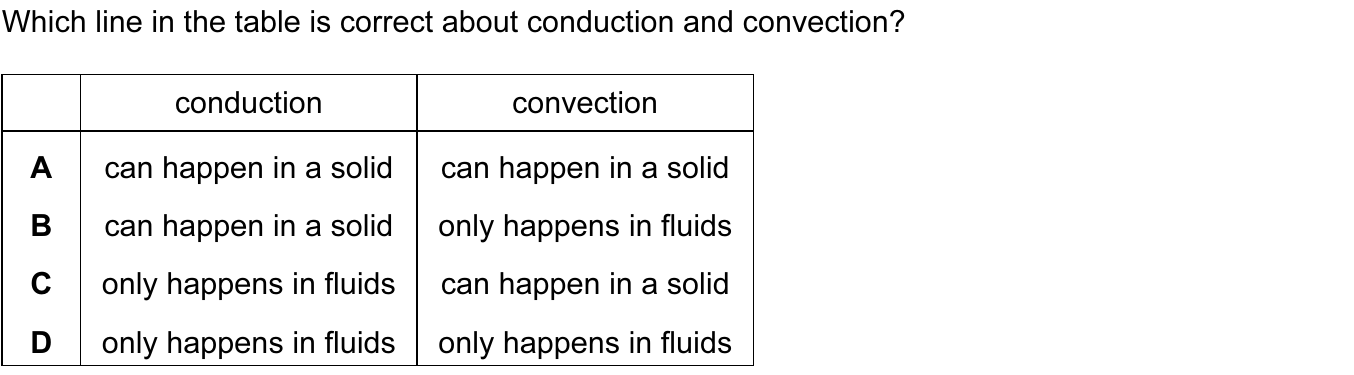 Which line in the table is correct about conduction and convection?
conduction convection
A can happen in a solid can happen in a solid
B can happen in a solid only happens in fluids
C only happens in fluids can happen in a solid
D only happens in fluids only happens in fluids